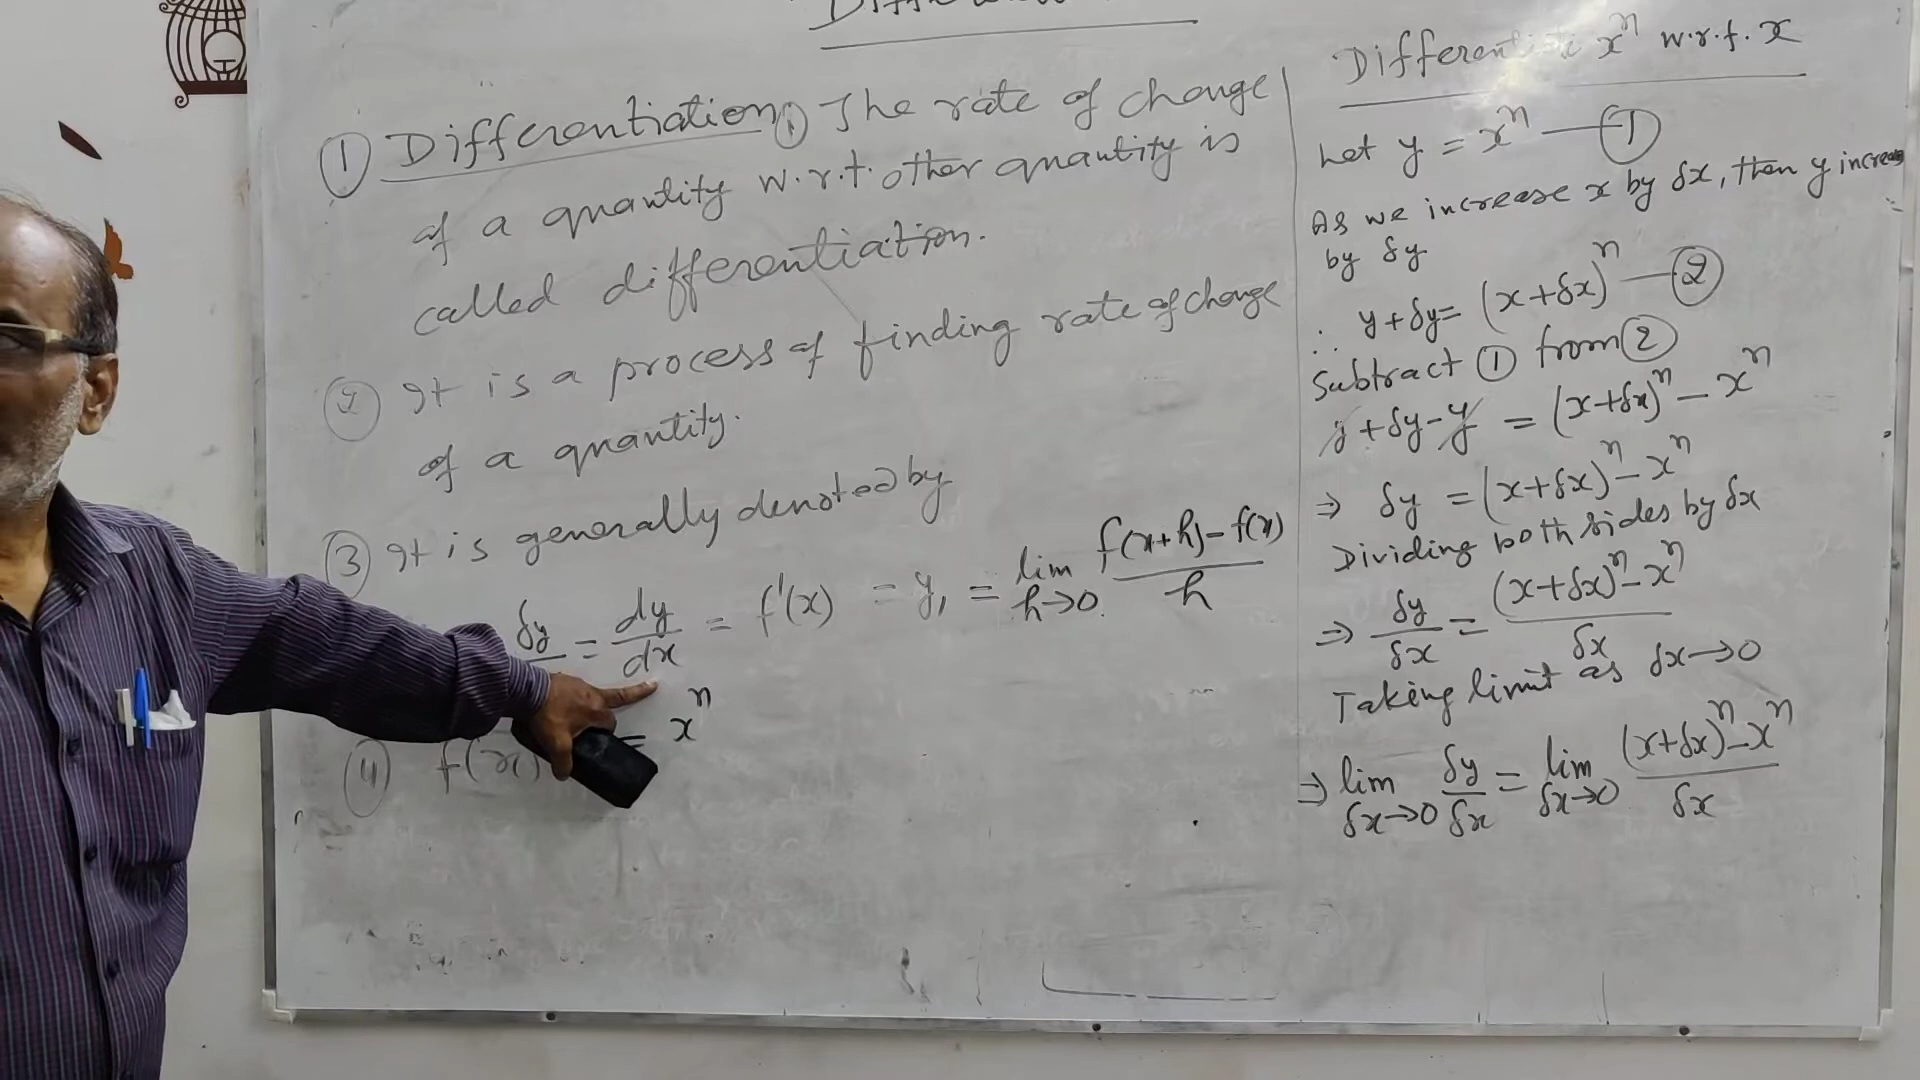 ① Differentiation: The rate of change
of a quantity w.r.t. other quantity is
called differentiation.
② It is a process of finding rate of change
of a quantity.
③ It is generally denoted by
δy = dy/dx = f'(x) = y₁ = lim h→0 f(x+h)-f(x)/h
④ f(x) = xⁿ
xⁿ w.r.t. x
Let y = xⁿ — ①
As we increase x by δx, then y increase
by δy
∴ y+δy = (x+δx)ⁿ — ②
Subtract ① from ②
y+δy-y = (x+δx)ⁿ - xⁿ
⇒ δy = (x+δx)ⁿ - xⁿ
Dividing both sides by δx
⇒ δy/δx = (x+δx)ⁿ-xⁿ/δx
Taking limit as δx→0
⇒ lim δx→0 δy/δx = lim δx→0 (x+δx)ⁿ-xⁿ/δx